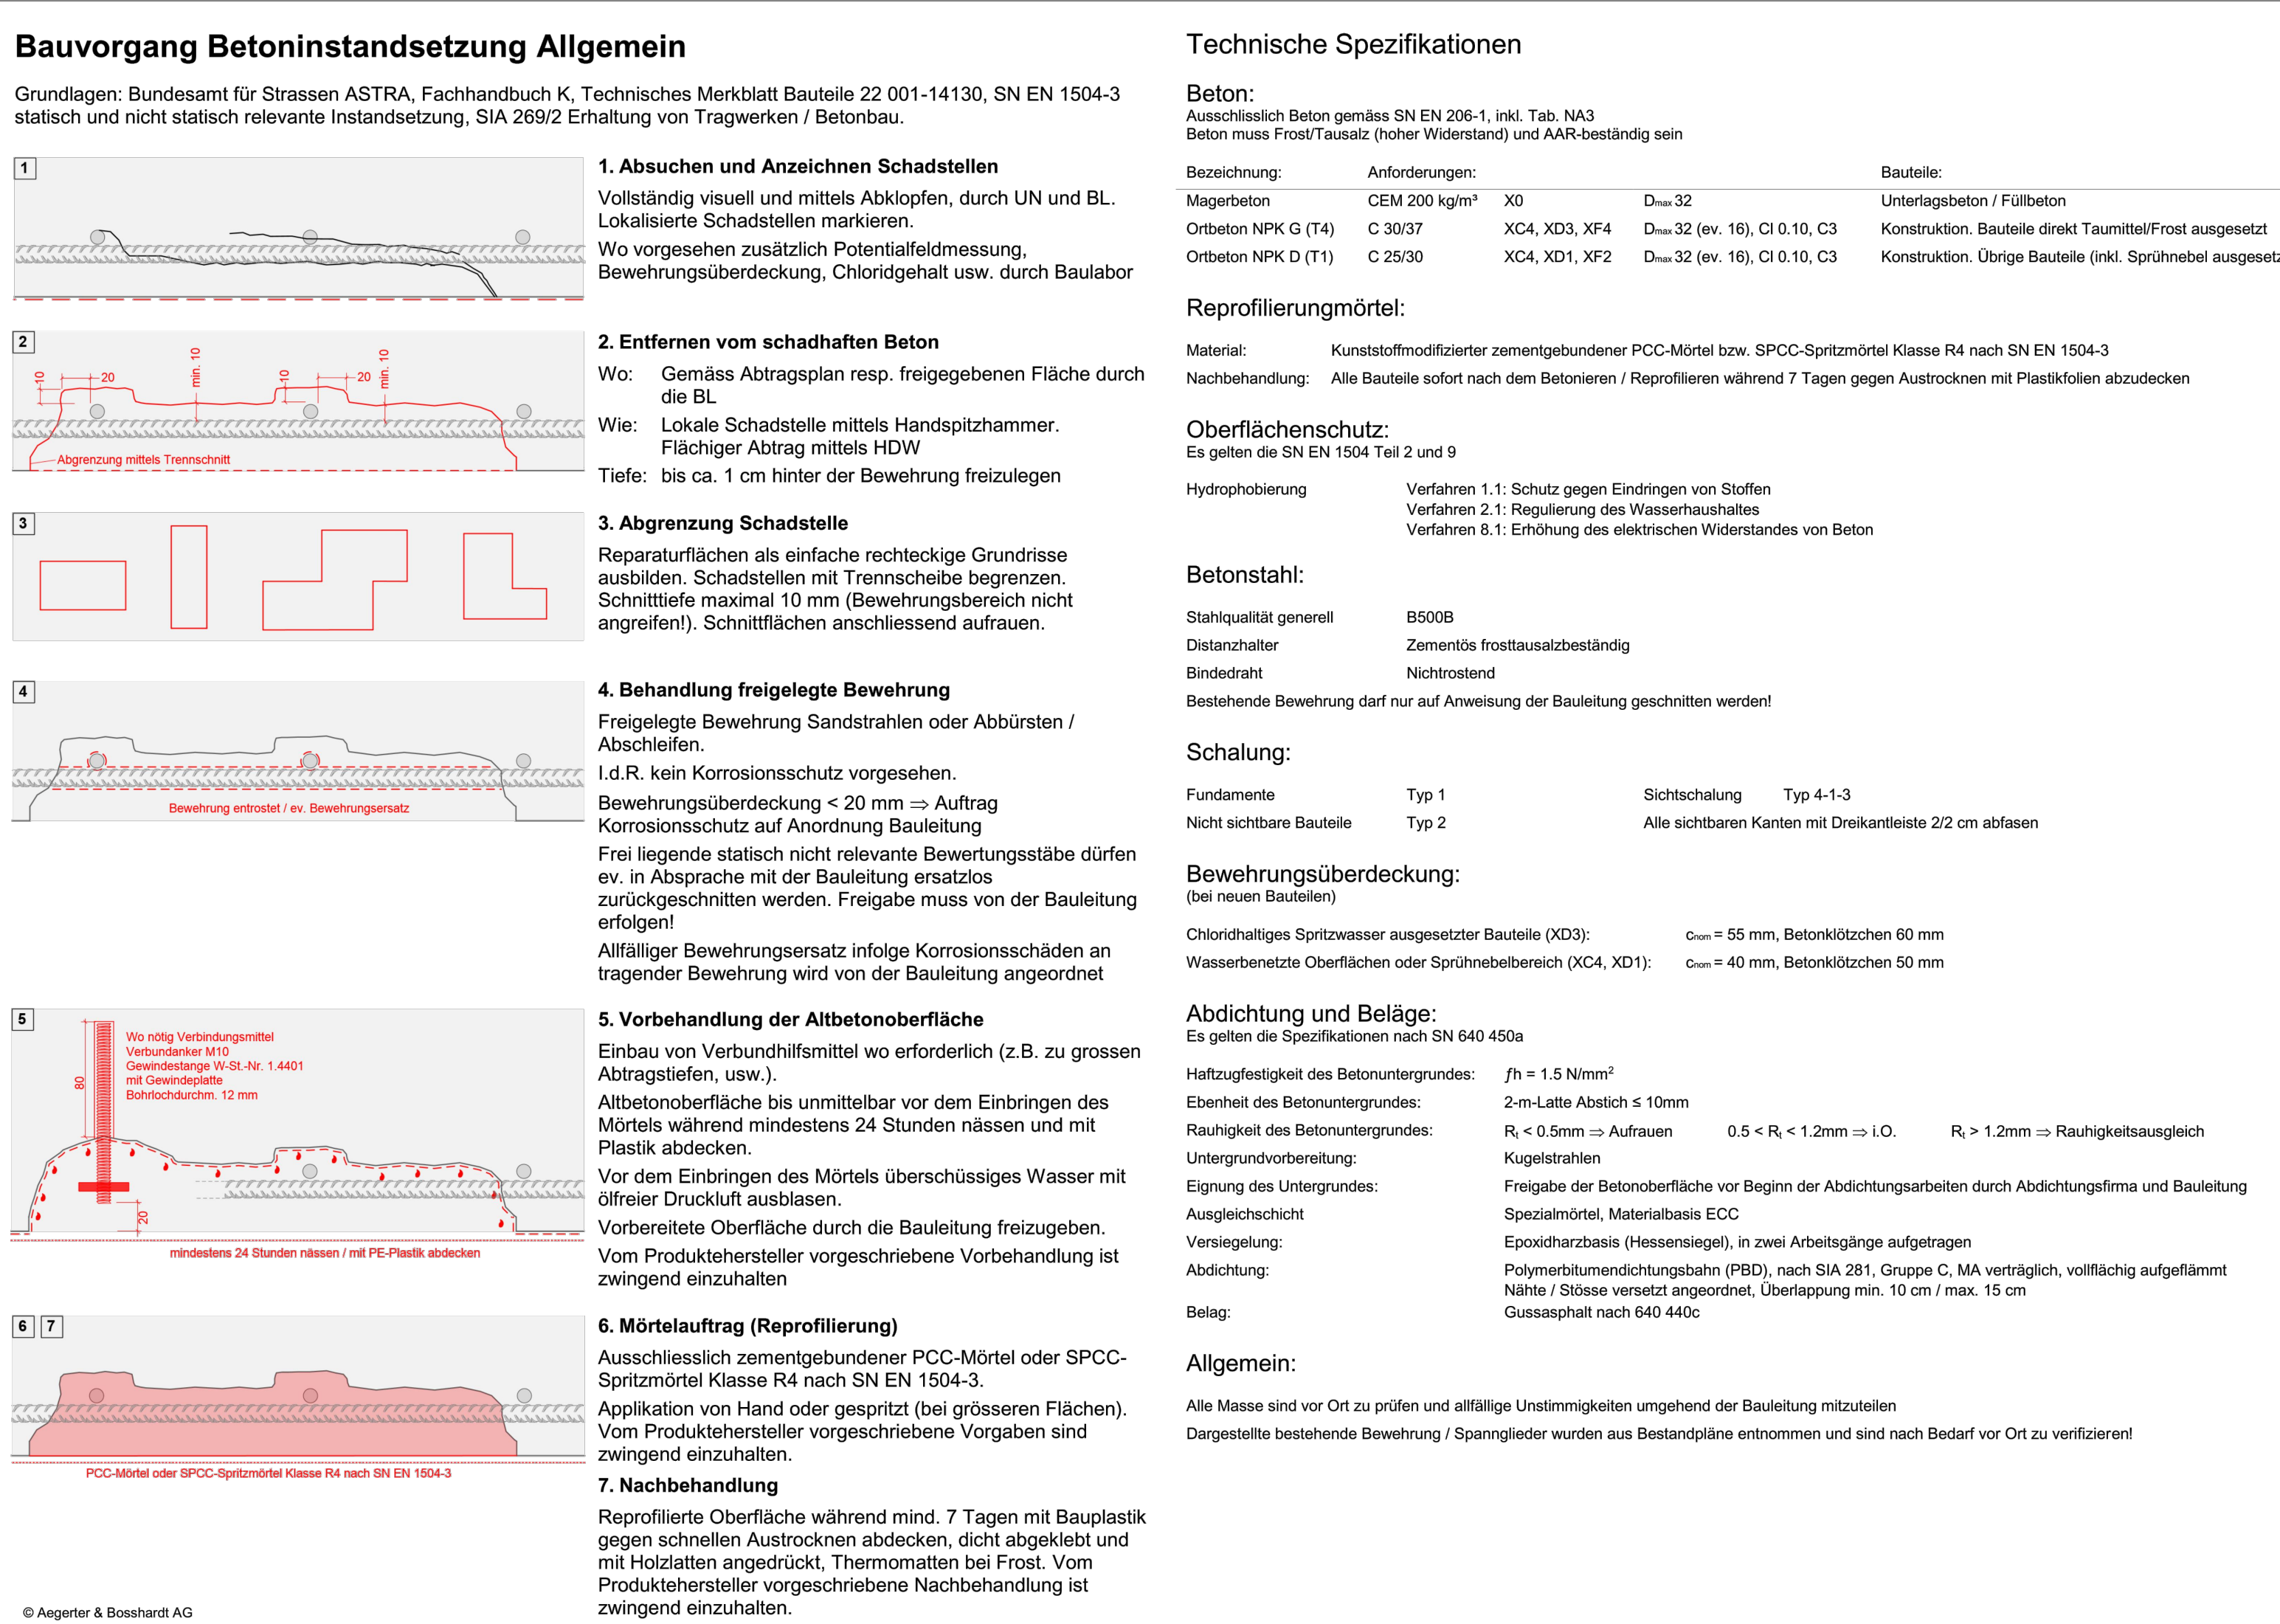 Bauvorgang Betoninstandsetzung Allgemein
Grundlagen: Bundesamt für Strassen ASTRA, Fachhandbuch K, Technisches Merkblatt Bauteile 22 001-14130, SN EN 1504-3
statisch und nicht statisch relevante Instandsetzung, SIA 269/2 Erhaltung von Tragwerken / Betonbau.
1
1. Absuchen und Anzeichnen Schadstellen
Vollständig visuell und mittels Abklopfen, durch UN und BL.
Lokalisierte Schadstellen markieren.
Wo vorgesehen zusätzlich Potentialfeldmessung,
Bewehrungsüberdeckung, Chloridgehalt usw. durch Baulabor
2
10
20
min. 10
10
20
min. 10
Abgrenzung mittels Trennschnitt
2. Entfernen vom schadhaften Beton
Wo: Gemäss Abtragsplan resp. freigegebenen Fläche durch
die BL
Wie: Lokale Schadstelle mittels Handspitzhammer.
Flächiger Abtrag mittels HDW
Tiefe: bis ca. 1 cm hinter der Bewehrung freizulegen
3
3. Abgrenzung Schadstelle
Reparaturflächen als einfache rechteckige Grundrisse
ausbilden. Schadstellen mit Trennscheibe begrenzen.
Schnitttiefe maximal 10 mm (Bewehrungsbereich nicht
angreifen!). Schnittflächen anschliessend aufrauen.
4
Bewehrung entrostet / ev. Bewehrungsersatz
4. Behandlung freigelegte Bewehrung
Freigelegte Bewehrung Sandstrahlen oder Abbürsten /
Abschleifen.
I.d.R. kein Korrosionsschutz vorgesehen.
Bewehrungsüberdeckung < 20 mm ⇒ Auftrag
Korrosionsschutz auf Anordnung Bauleitung
Frei liegende statisch nicht relevante Bewertungsstäbe dürfen
ev. in Absprache mit der Bauleitung ersatzlos
zurückgeschnitten werden. Freigabe muss von der Bauleitung
erfolgen!
Allfälliger Bewehrungsersatz infolge Korrosionsschäden an
tragender Bewehrung wird von der Bauleitung angeordnet
5
Wo nötig Verbindungsmittel
Verbundanker M10
Gewindestange W-St.-Nr. 1.4401
mit Gewindeplatte
Bohrlochdurchm. 12 mm
80
20
mindestens 24 Stunden nässen / mit PE-Plastik abdecken
5. Vorbehandlung der Altbetonoberfläche
Einbau von Verbundhilfsmittel wo erforderlich (z.B. zu grossen
Abtragstiefen, usw.).
Altbetonoberfläche bis unmittelbar vor dem Einbringen des
Mörtels während mindestens 24 Stunden nässen und mit
Plastik abdecken.
Vor dem Einbringen des Mörtels überschüssiges Wasser mit
ölfreier Druckluft ausblasen.
Vorbereitete Oberfläche durch die Bauleitung freizugeben.
Vom Produktehersteller vorgeschriebene Vorbehandlung ist
zwingend einzuhalten
6 7
PCC-Mörtel oder SPCC-Spritzmörtel Klasse R4 nach SN EN 1504-3
6. Mörtelauftrag (Reprofilierung)
Ausschliesslich zementgebundener PCC-Mörtel oder SPCC-
Spritzmörtel Klasse R4 nach SN EN 1504-3.
Applikation von Hand oder gespritzt (bei grösseren Flächen).
Vom Produktehersteller vorgeschriebene Vorgaben sind
zwingend einzuhalten.
7. Nachbehandlung
Reprofilierte Oberfläche während mind. 7 Tagen mit Bauplastik
gegen schnellen Austrocknen abdecken, dicht abgeklebt und
mit Holzlatten angedrückt, Thermomatten bei Frost. Vom
Produktehersteller vorgeschriebene Nachbehandlung ist
zwingend einzuhalten.
© Aegerter & Bosshardt AG
Technische Spezifikationen
Beton:
Ausschlisslich Beton gemäss SN EN 206-1, inkl. Tab. NA3
Beton muss Frost/Tausalz (hoher Widerstand) und AAR-beständig sein
Bezeichnung: Anforderungen: Bauteile:
Magerbeton CEM 200 kg/m³ X0 Dmax 32 Unterlagsbeton / Füllbeton
Ortbeton NPK G (T4) C 30/37 XC4, XD3, XF4 Dmax 32 (ev. 16), Cl 0.10, C3 Konstruktion. Bauteile direkt Taumittel/Frost ausgesetzt
Ortbeton NPK D (T1) C 25/30 XC4, XD1, XF2 Dmax 32 (ev. 16), Cl 0.10, C3 Konstruktion. Übrige Bauteile (inkl. Sprühnebel ausgesetz
Reprofilierungmörtel:
Material: Kunststoffmodifizierter zementgebundener PCC-Mörtel bzw. SPCC-Spritzmörtel Klasse R4 nach SN EN 1504-3
Nachbehandlung: Alle Bauteile sofort nach dem Betonieren / Reprofilieren während 7 Tagen gegen Austrocknen mit Plastikfolien abzudecken
Oberflächenschutz:
Es gelten die SN EN 1504 Teil 2 und 9
Hydrophobierung Verfahren 1.1: Schutz gegen Eindringen von Stoffen
Verfahren 2.1: Regulierung des Wasserhaushaltes
Verfahren 8.1: Erhöhung des elektrischen Widerstandes von Beton
Betonstahl:
Stahlqualität generell B500B
Distanzhalter Zementös frosttausalzbeständig
Bindedraht Nichtrostend
Bestehende Bewehrung darf nur auf Anweisung der Bauleitung geschnitten werden!
Schalung:
Fundamente Typ 1 Sichtschalung Typ 4-1-3
Nicht sichtbare Bauteile Typ 2 Alle sichtbaren Kanten mit Dreikantleiste 2/2 cm abfasen
Bewehrungsüberdeckung:
(bei neuen Bauteilen)
Chloridhaltiges Spritzwasser ausgesetzter Bauteile (XD3): cnom = 55 mm, Betonklötzchen 60 mm
Wasserbenetzte Oberflächen oder Sprühnebelbereich (XC4, XD1): cnom = 40 mm, Betonklötzchen 50 mm
Abdichtung und Beläge:
Es gelten die Spezifikationen nach SN 640 450a
Haftzugfestigkeit des Betonuntergrundes: ƒh = 1.5 N/mm²
Ebenheit des Betonuntergrundes: 2-m-Latte Abstich ≤ 10mm
Rauhigkeit des Betonuntergrundes: Rt < 0.5mm ⇒ Aufrauen 0.5 < Rt < 1.2mm ⇒ i.O. Rt > 1.2mm ⇒ Rauhigkeitsausgleich
Untergrundvorbereitung: Kugelstrahlen
Eignung des Untergrundes: Freigabe der Betonoberfläche vor Beginn der Abdichtungsarbeiten durch Abdichtungsfirma und Bauleitung
Ausgleichschicht Spezialmörtel, Materialbasis ECC
Versiegelung: Epoxidharzbasis (Hessensiegel), in zwei Arbeitsgänge aufgetragen
Abdichtung: Polymerbitumendichtungsbahn (PBD), nach SIA 281, Gruppe C, MA verträglich, vollflächig aufgeflämmt
Nähte / Stösse versetzt angeordnet, Überlappung min. 10 cm / max. 15 cm
Belag: Gussasphalt nach 640 440c
Allgemein:
Alle Masse sind vor Ort zu prüfen und allfällige Unstimmigkeiten umgehend der Bauleitung mitzuteilen
Dargestellte bestehende Bewehrung / Spannglieder wurden aus Bestandpläne entnommen und sind nach Bedarf vor Ort zu verifizieren!